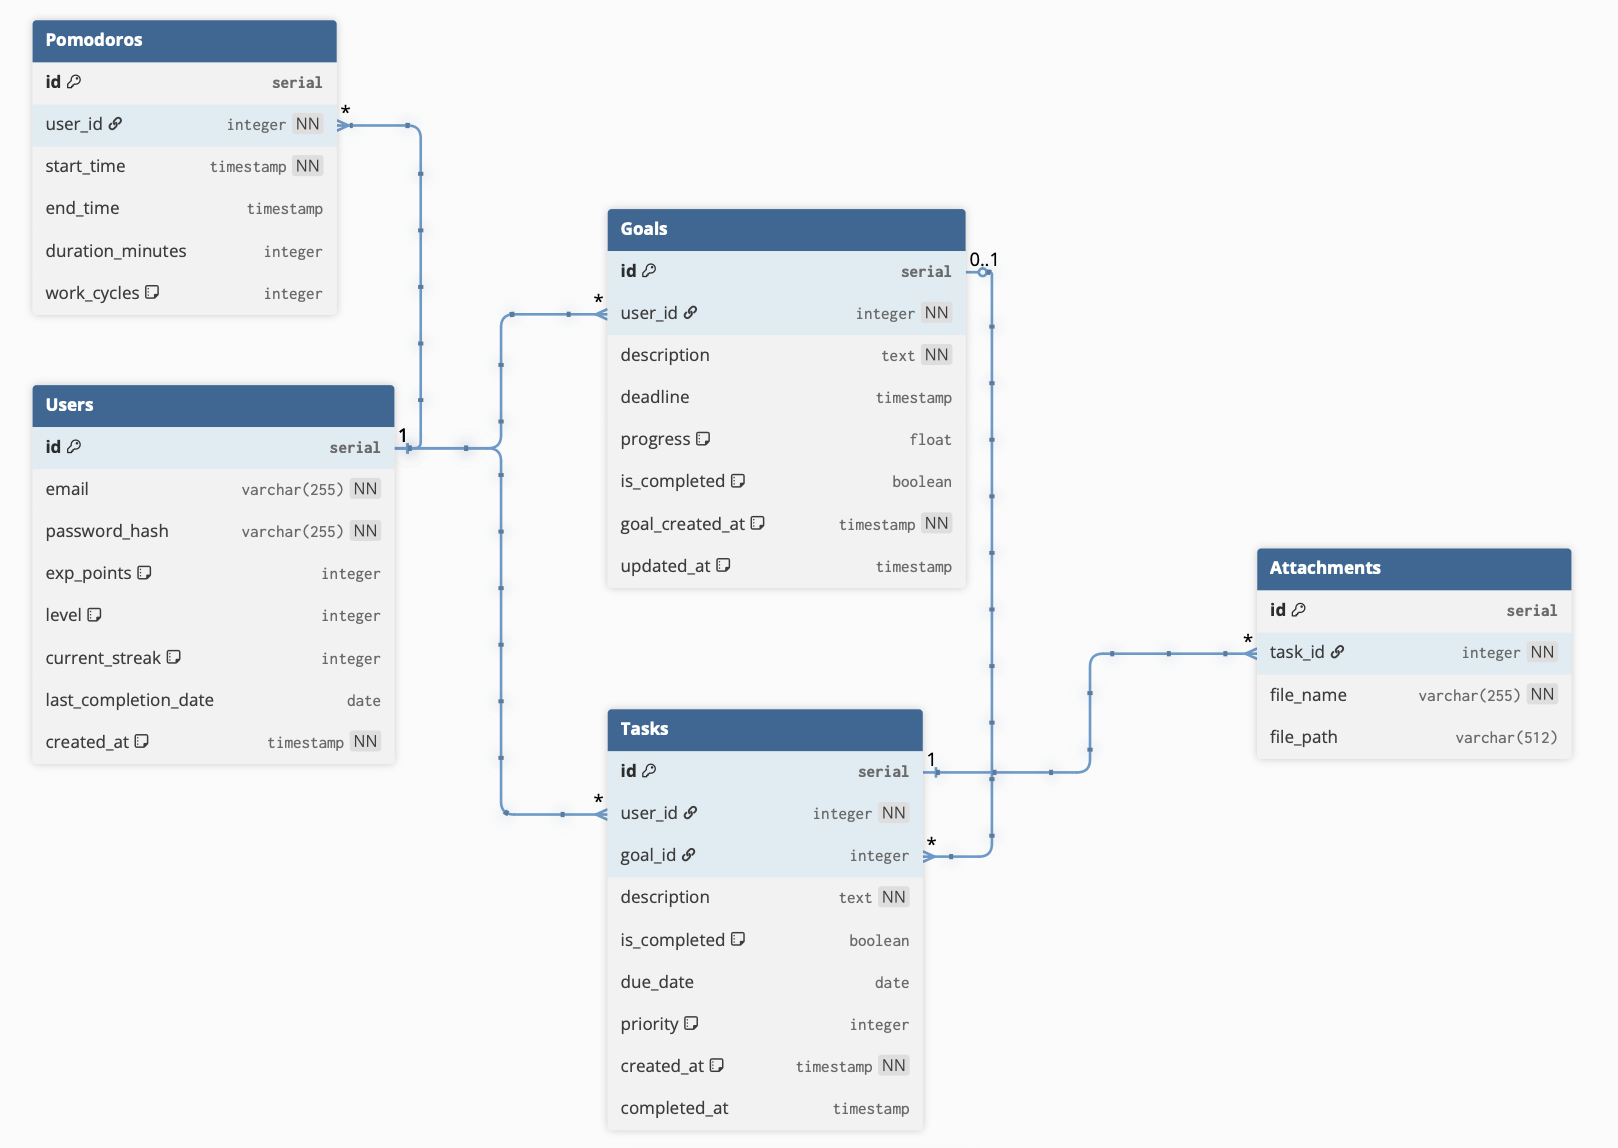 Pomodoros
id serial
user_id integer NN
start_time timestamp NN
end_time timestamp
duration_minutes integer
work_cycles integer
*
Users
id serial
email varchar(255) NN
password_hash varchar(255) NN
exp_points integer
level integer
current_streak integer
last_completion_date date
created_at timestamp NN
1
Goals
id serial
user_id integer NN
description text NN
deadline timestamp
progress float
is_completed boolean
goal_created_at timestamp NN
updated_at timestamp
0..1
*
Tasks
id serial
user_id integer NN
goal_id integer
description text NN
is_completed boolean
due_date date
priority integer
created_at timestamp NN
completed_at timestamp
1
*
*
Attachments
id serial
task_id integer NN
file_name varchar(255) NN
file_path varchar(512)
*